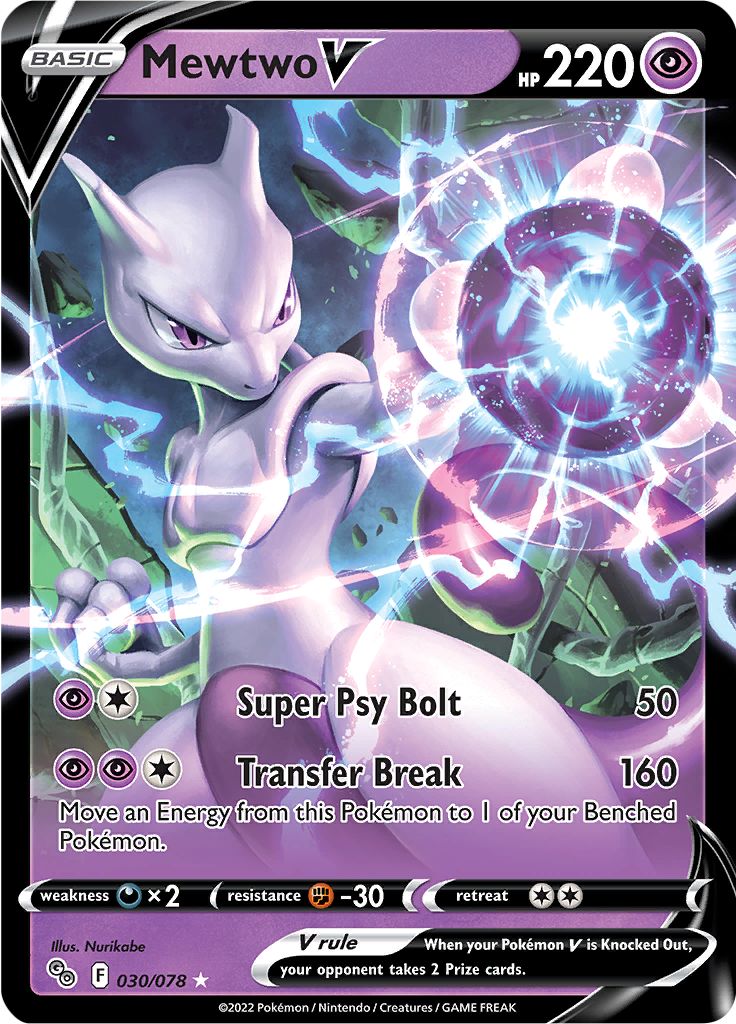 BASIC
Mewtwo V
HP 220
Super Psy Bolt 50
Transfer Break 160
Move an Energy from this Pokémon to 1 of your Benched
Pokémon.
weakness ×2 resistance -30 retreat
Illus. Nurikabe
V rule When your Pokémon V is Knocked Out,
your opponent takes 2 Prize cards.
GO F 030/078
©2022 Pokémon / Nintendo / Creatures / GAME FREAK